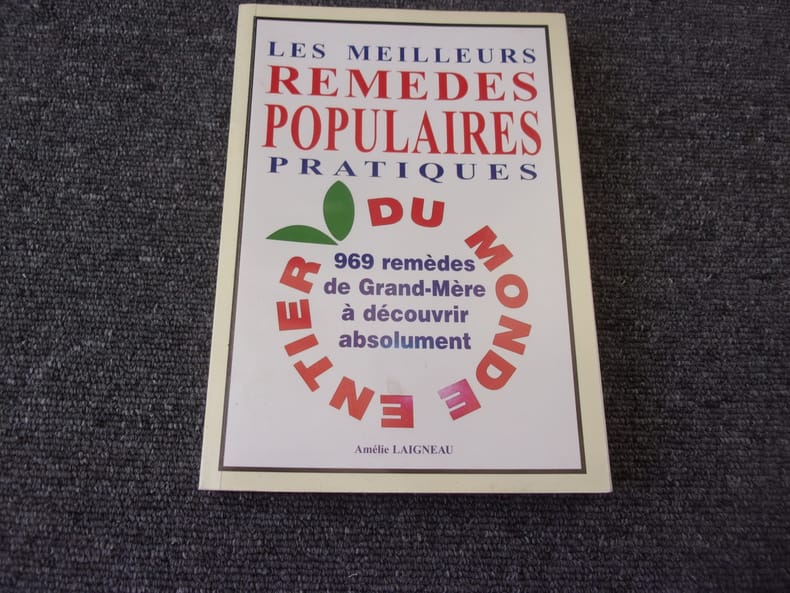 LES MEILLEURS
REMEDES
POPULAIRES
PRATIQUES
DU MONDE ENTIER
969 remèdes
de Grand-Mère
à découvrir
absolument
Amélie LAIGNEAU